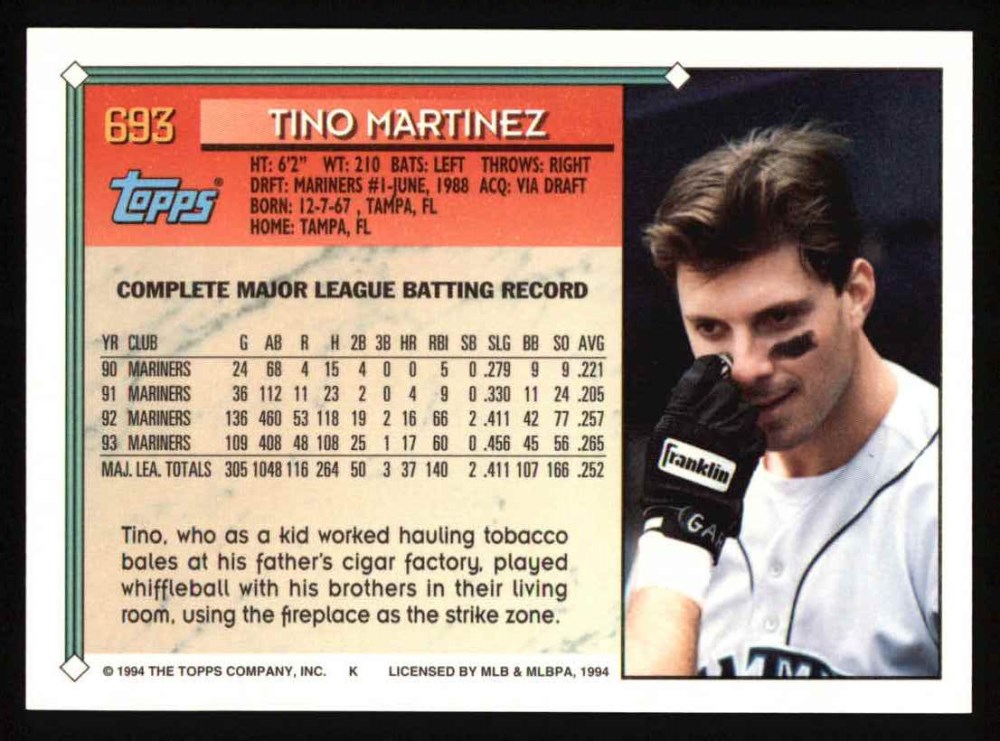 693
TINO MARTINEZ
topps®
HT: 6'2" WT: 210 BATS: LEFT THROWS: RIGHT
DRFT: MARINERS #1-JUNE, 1988 ACQ: VIA DRAFT
BORN: 12-7-67 , TAMPA, FL
HOME: TAMPA, FL
COMPLETE MAJOR LEAGUE BATTING RECORD
YR CLUB G AB R H 2B 3B HR RBI SB SLG BB SO AVG
90 MARINERS 24 68 4 15 4 0 0 5 0 .279 9 9 .221
91 MARINERS 36 112 11 23 2 0 4 9 0 .330 11 24 .205
92 MARINERS 136 460 53 118 19 2 16 66 2 .411 42 77 .257
93 MARINERS 109 408 48 108 25 1 17 60 0 .456 45 56 .265
MAJ. LEA. TOTALS 305 1048 116 264 50 3 37 140 2 .411 107 166 .252
Tino, who as a kid worked hauling tobacco
bales at his father's cigar factory, played
whiffleball with his brothers in their living
room, using the fireplace as the strike zone.
© 1994 THE TOPPS COMPANY, INC. K LICENSED BY MLB & MLBPA, 1994
franklin
GAR